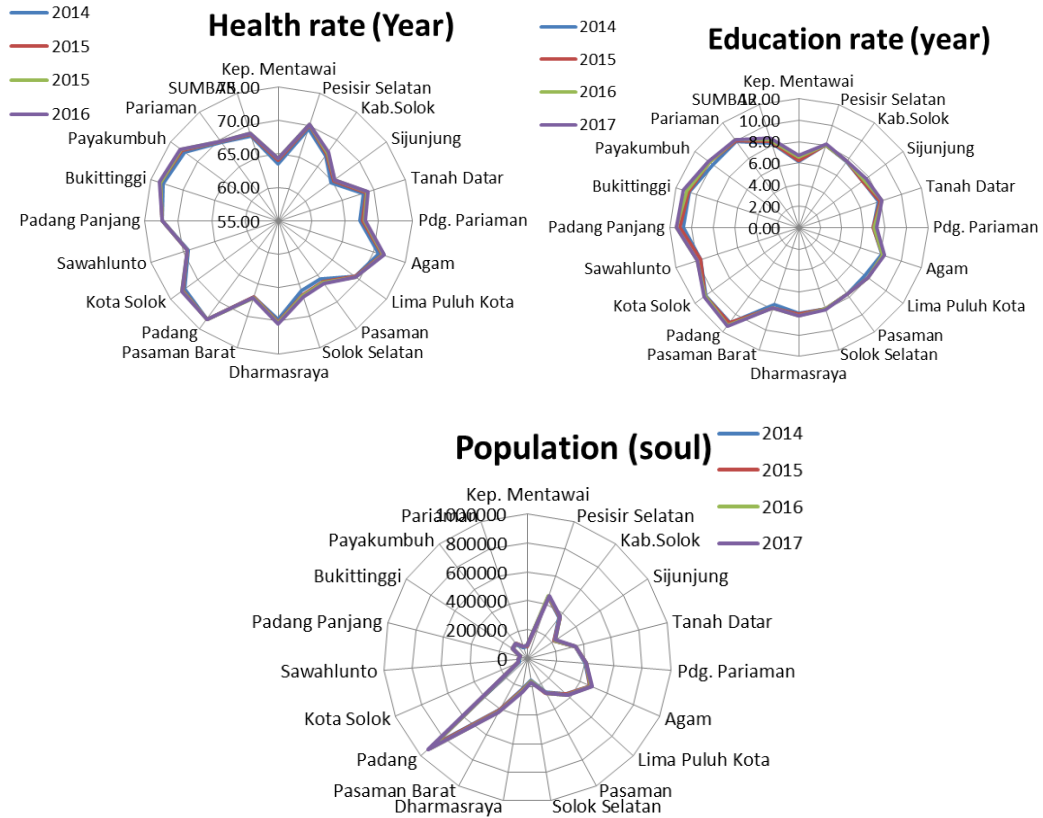 Health rate (Year)
2014
2015
2015
2016
Kep. Mentawai
Pesisir Selatan
Kab.Solok
Sijunjung
Tanah Datar
Pdg. Pariaman
Agam
Lima Puluh Kota
Pasaman
Solok Selatan
Dharmasraya
Pasaman Barat
Padang
Kota Solok
Sawahlunto
Padang Panjang
Bukittinggi
Payakumbuh
Pariaman
75.00
70.00
65.00
60.00
55.00
Education rate (year)
2014
2015
2016
2017
Kep. Mentawai
Pesisir Selatan
Kab.Solok
Sijunjung
Tanah Datar
Pdg. Pariaman
Agam
Lima Puluh Kota
Pasaman
Solok Selatan
Dharmasraya
Pasaman Barat
Padang
Kota Solok
Sawahlunto
Padang Panjang
Bukittinggi
Payakumbuh
Pariaman
12.00
10.00
8.00
6.00
4.00
2.00
0.00
Population (soul)
2014
2015
2016
2017
Kep. Mentawai
Pesisir Selatan
Kab.Solok
Sijunjung
Tanah Datar
Pdg. Pariaman
Agam
Lima Puluh Kota
Pasaman
Solok Selatan
Dharmasraya
Pasaman Barat
Padang
Kota Solok
Sawahlunto
Padang Panjang
Bukittinggi
Payakumbuh
Pariaman
1000000
800000
600000
400000
200000
0